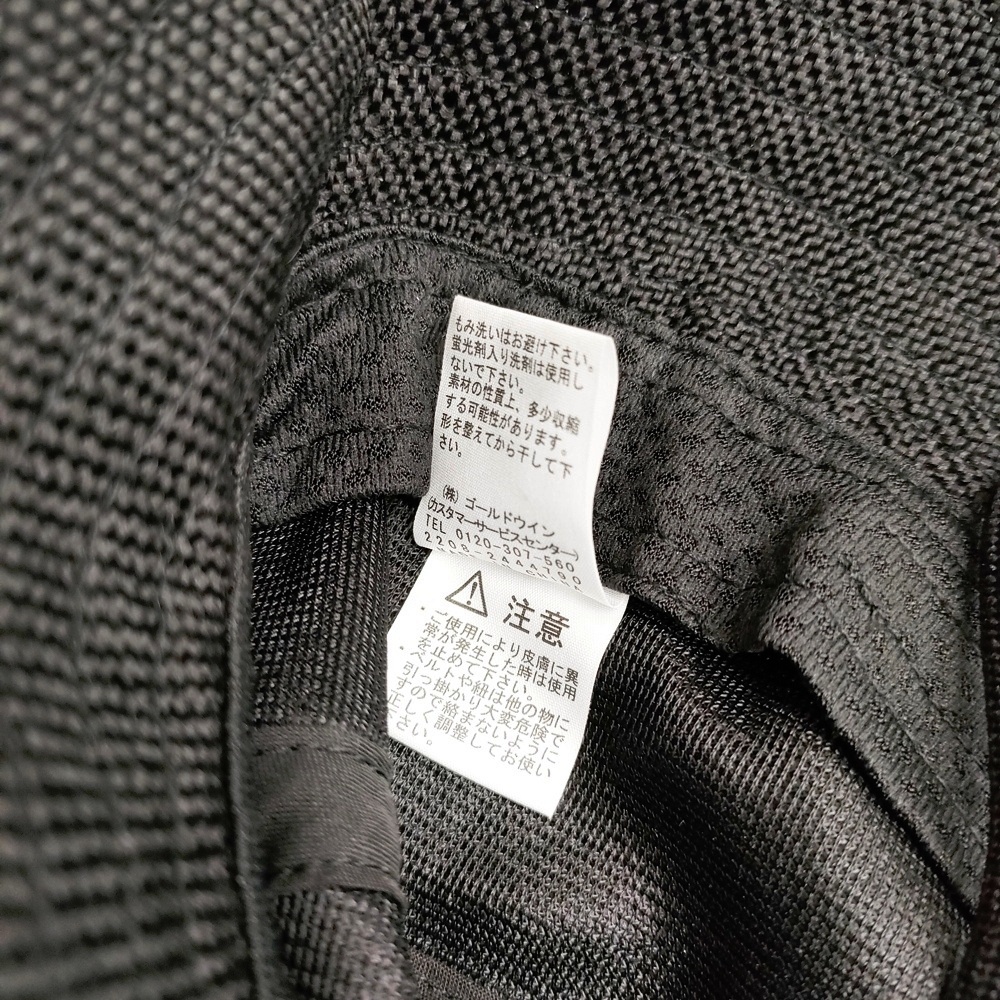 もみ洗いはお避け下さい。
蛍光剤入り洗剤は使用し
ないで下さい。
素材の性質上、多少収縮
する可能性があります。
形を整えてから干して下
さい。
(株)ゴールドウイン
(カスタマーサービスセンター)
TEL 0120-307-560
注意
・ご使用により皮膚に異
常が発生した時は使用
を止めて下さい。
・ベルトや紐は他の物に
引っ掛かり大変危険で
すので絡まないように
正しく調整してお使い
ださい。